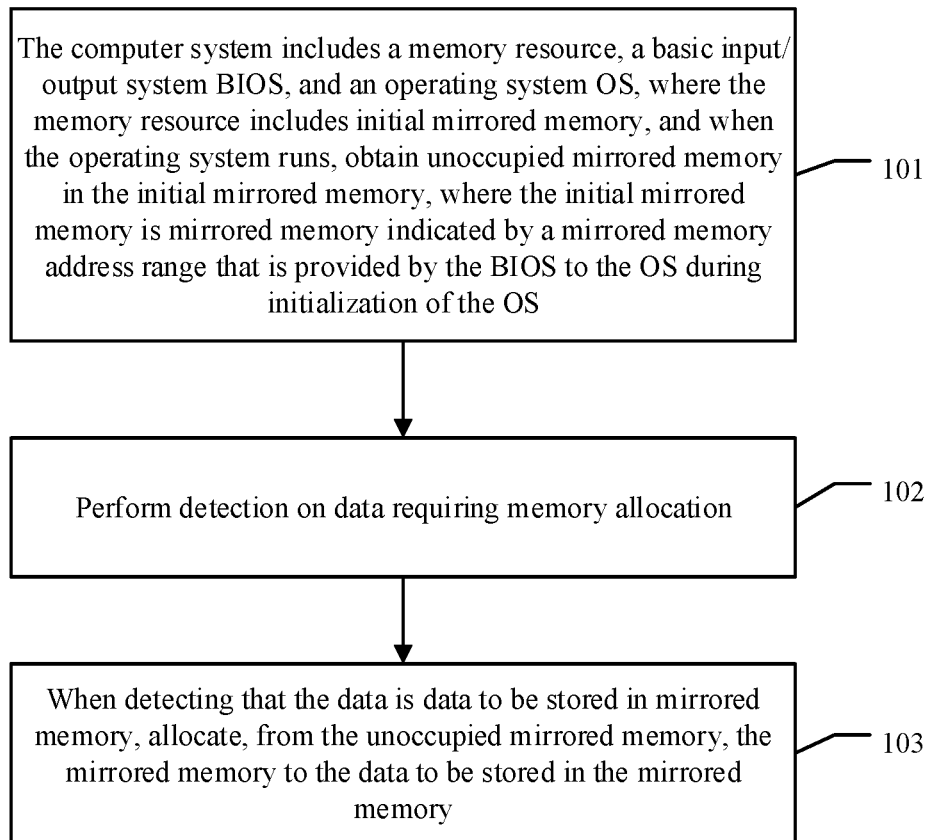 The computer system includes a memory resource, a basic input/
output system BIOS, and an operating system OS, where the
memory resource includes initial mirrored memory, and when
the operating system runs, obtain unoccupied mirrored memory
in the initial mirrored memory, where the initial mirrored
memory is mirrored memory indicated by a mirrored memory
address range that is provided by the BIOS to the OS during
initialization of the OS
101
Perform detection on data requiring memory allocation
102
When detecting that the data is data to be stored in mirrored
memory, allocate, from the unoccupied mirrored memory, the
mirrored memory to the data to be stored in the mirrored
memory
103